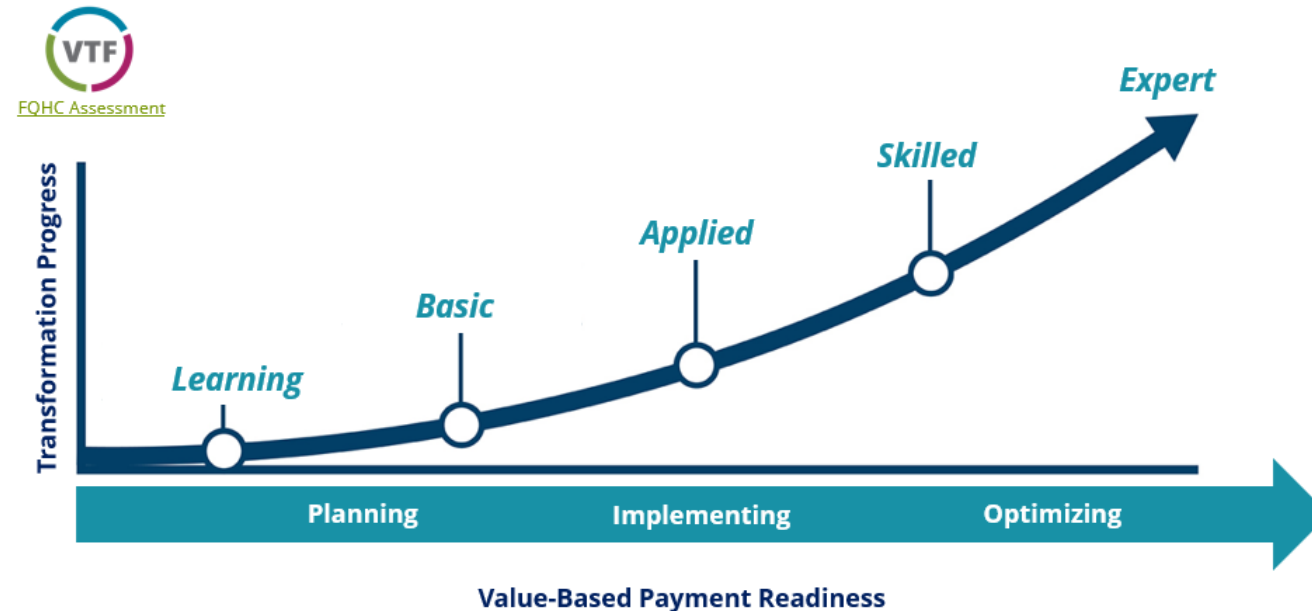 VTF
FQHC Assessment
Expert
Skilled
Applied
Basic
Learning
Transformation Progress
Planning Implementing Optimizing
Value-Based Payment Readiness